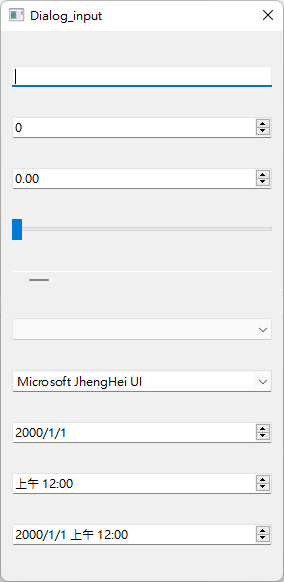 Dialog_input
0
0.00
Microsoft JhengHei UI
2000/1/1
上午 12:00
2000/1/1 上午 12:00